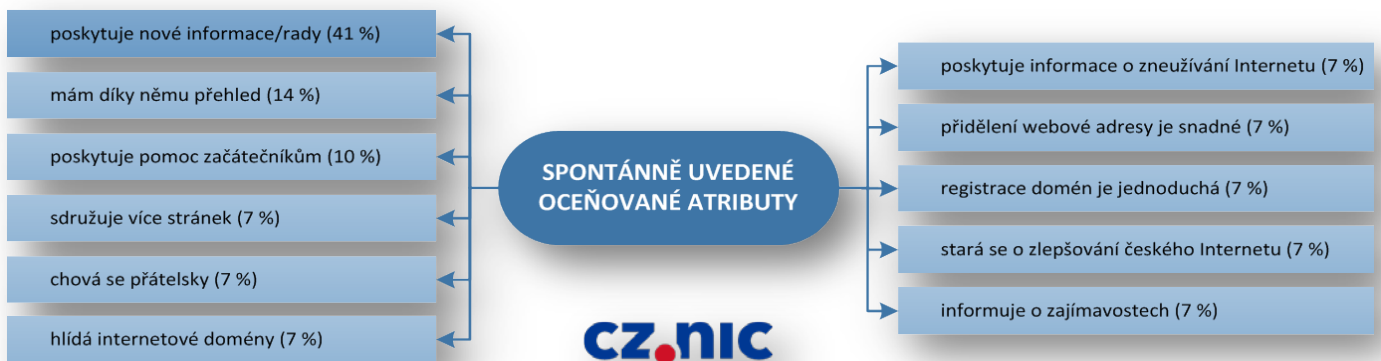 poskytuje nové informace/rady (41 %)
mám díky němu přehled (14 %)
poskytuje pomoc začátečníkům (10 %)
sdružuje více stránek (7 %)
chová se přátelsky (7 %)
hlídá internetové domény (7 %)
SPONTÁNNĚ UVEDENÉ
OCEŇOVANÉ ATRIBUTY
poskytuje informace o zneužívání Internetu (7 %)
přidělení webové adresy je snadné (7 %)
registrace domén je jednoduchá (7 %)
stará se o zlepšování českého Internetu (7 %)
informuje o zajímavostech (7 %)
cz.nic